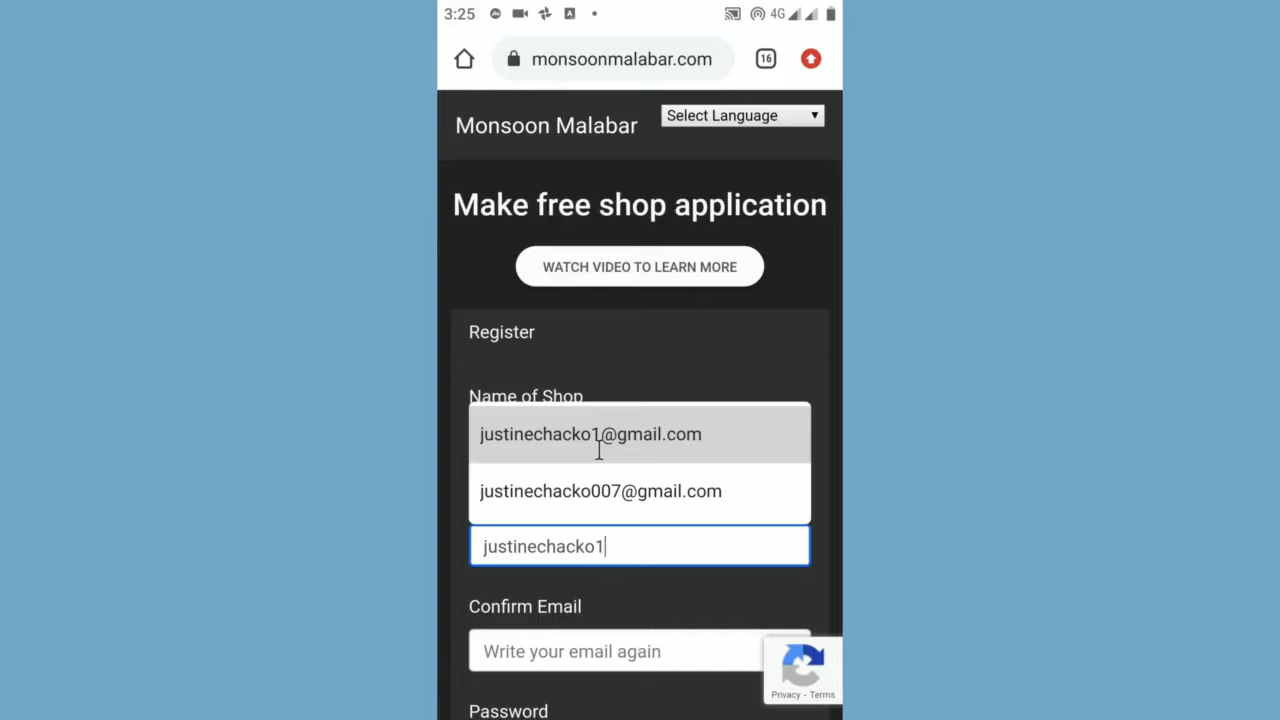 3:25
4G
monsoonmalabar.com
16
Monsoon Malabar
Select Language
Make free shop application
WATCH VIDEO TO LEARN MORE
Register
Name of Shop
justinechacko1@gmail.com
justinechacko007@gmail.com
justinechacko1
Confirm Email
Write your email again
Privacy - Terms
Password